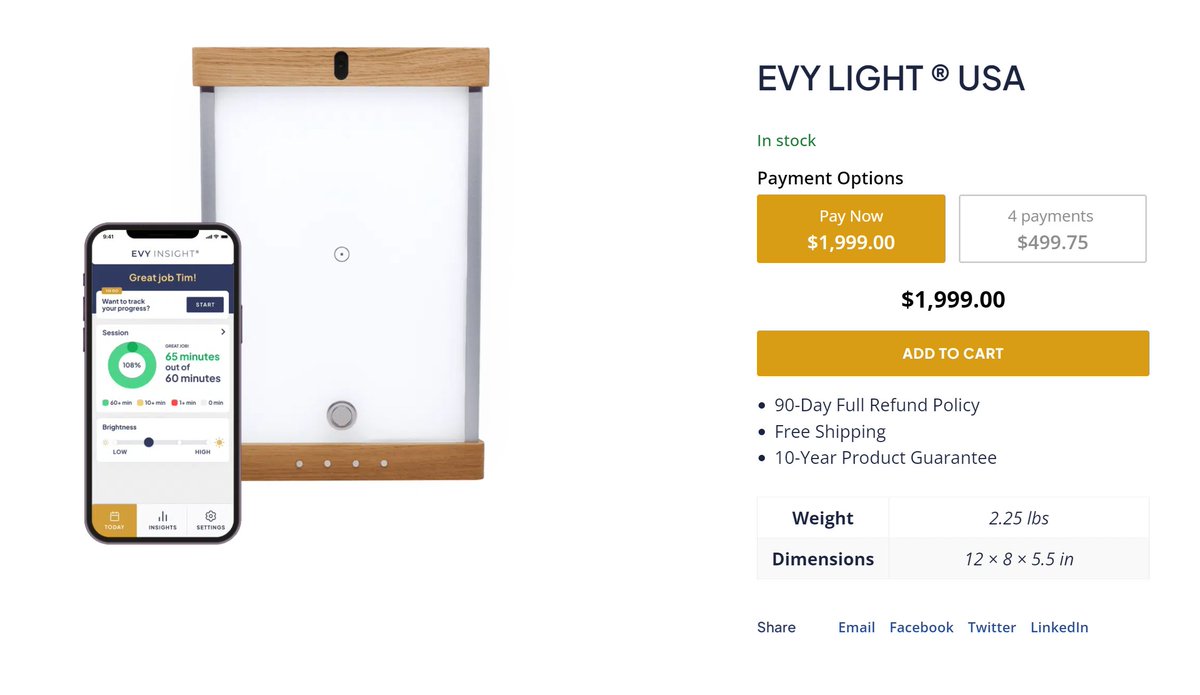 EVY LIGHT ® USA
In stock
Payment Options
Pay Now
$1,999.00
4 payments
$499.75
$1,999.00
ADD TO CART
90-Day Full Refund Policy
Free Shipping
10-Year Product Guarantee
Weight 2.25 lbs
Dimensions 12 × 8 × 5.5 in
Share Email Facebook Twitter LinkedIn
9:41
EVY INSIGHT®
Great job Tim!
Want to track
your progress?
START
Session
108%
GREAT JOB!
65 minutes
out of
60 minutes
60+ min 10+ min 1+ min 0 min
Brightness
LOW HIGH
TODAY INSIGHTS SETTINGS